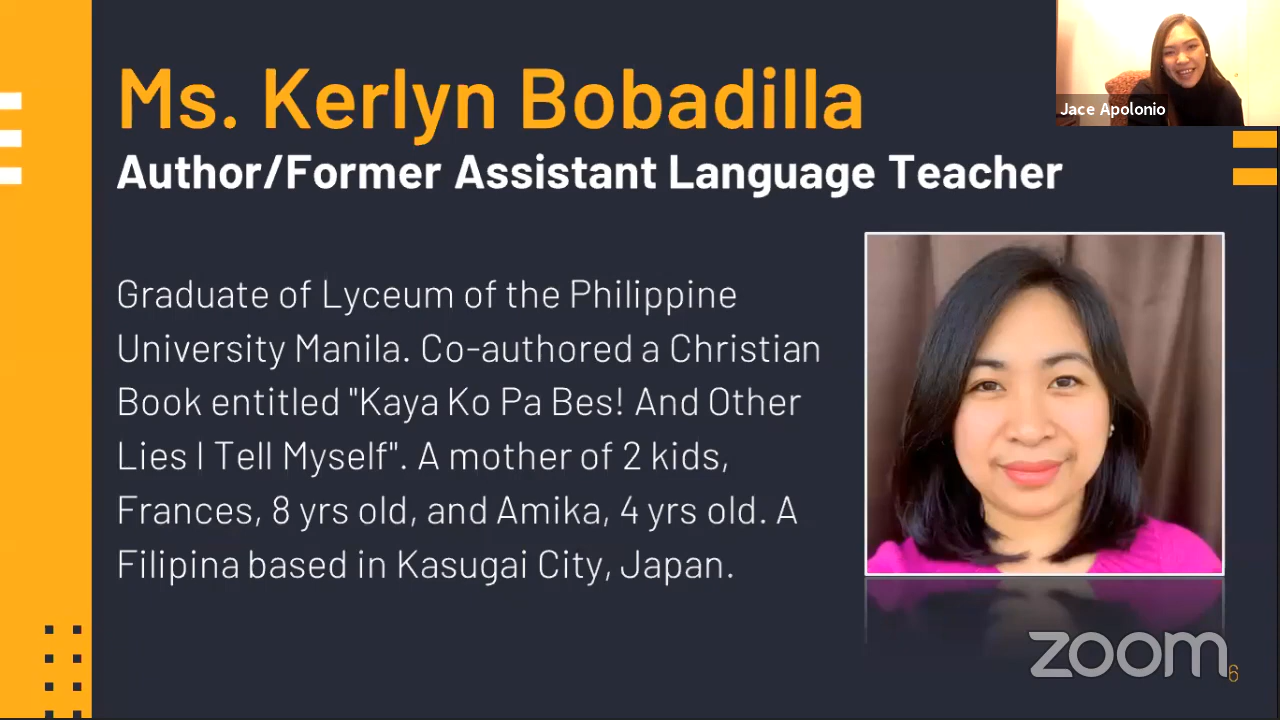 Ms. Kerlyn Bobadilla
Jace Apolonio
Author/Former Assistant Language Teacher
Graduate of Lyceum of the Philippine
University Manila. Co-authored a Christian
Book entitled "Kaya Ko Pa Bes! And Other
Lies I Tell Myself". A mother of 2 kids,
Frances, 8 yrs old, and Amika, 4 yrs old. A
Filipina based in Kasugai City, Japan.
zoom
6